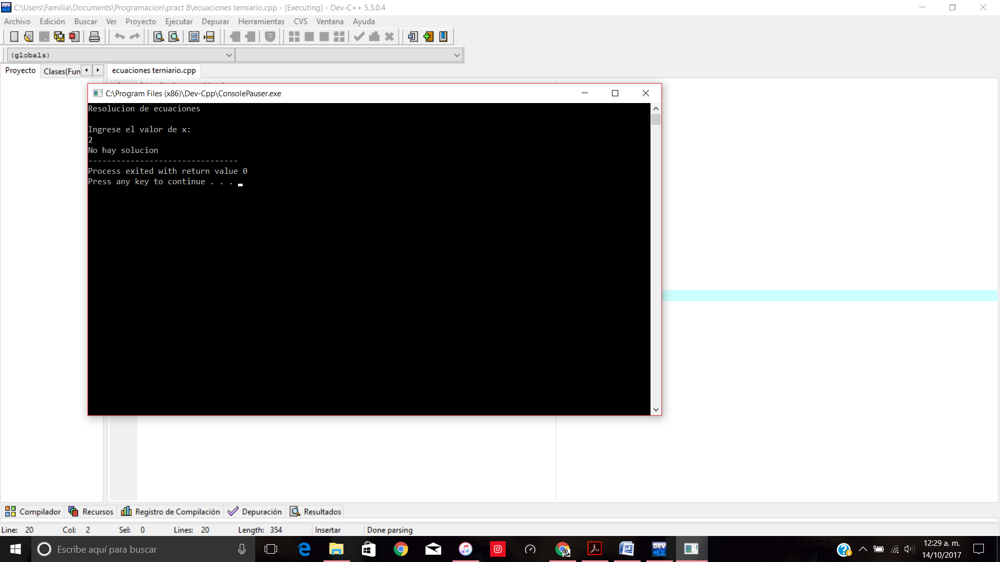 C:\Users\Familia\Documents\Programacion\pract 8\ecuaciones terniario.cpp - [Executing] - Dev-C++ 5.3.0.4
Archivo Edición Buscar Ver Proyecto Ejecutar Depurar Herramientas CVS Ventana Ayuda
(globals)
Proyecto Clases(Fun ecuaciones terniario.cpp
C:\Program Files (x86)\Dev-Cpp\ConsolePauser.exe
Resolucion de ecuaciones
Ingrese el valor de x:
2
No hay solucion
--------------------------------
Process exited with return value 0
Press any key to continue . . .
Compilador Recursos Registro de Compilación Depuración Resultados
Line: 20 Col: 2 Sel: 0 Lines: 20 Length: 354 Insertar Done parsing
Escribe aquí para buscar
DEV
12:29 a. m.
14/10/2017